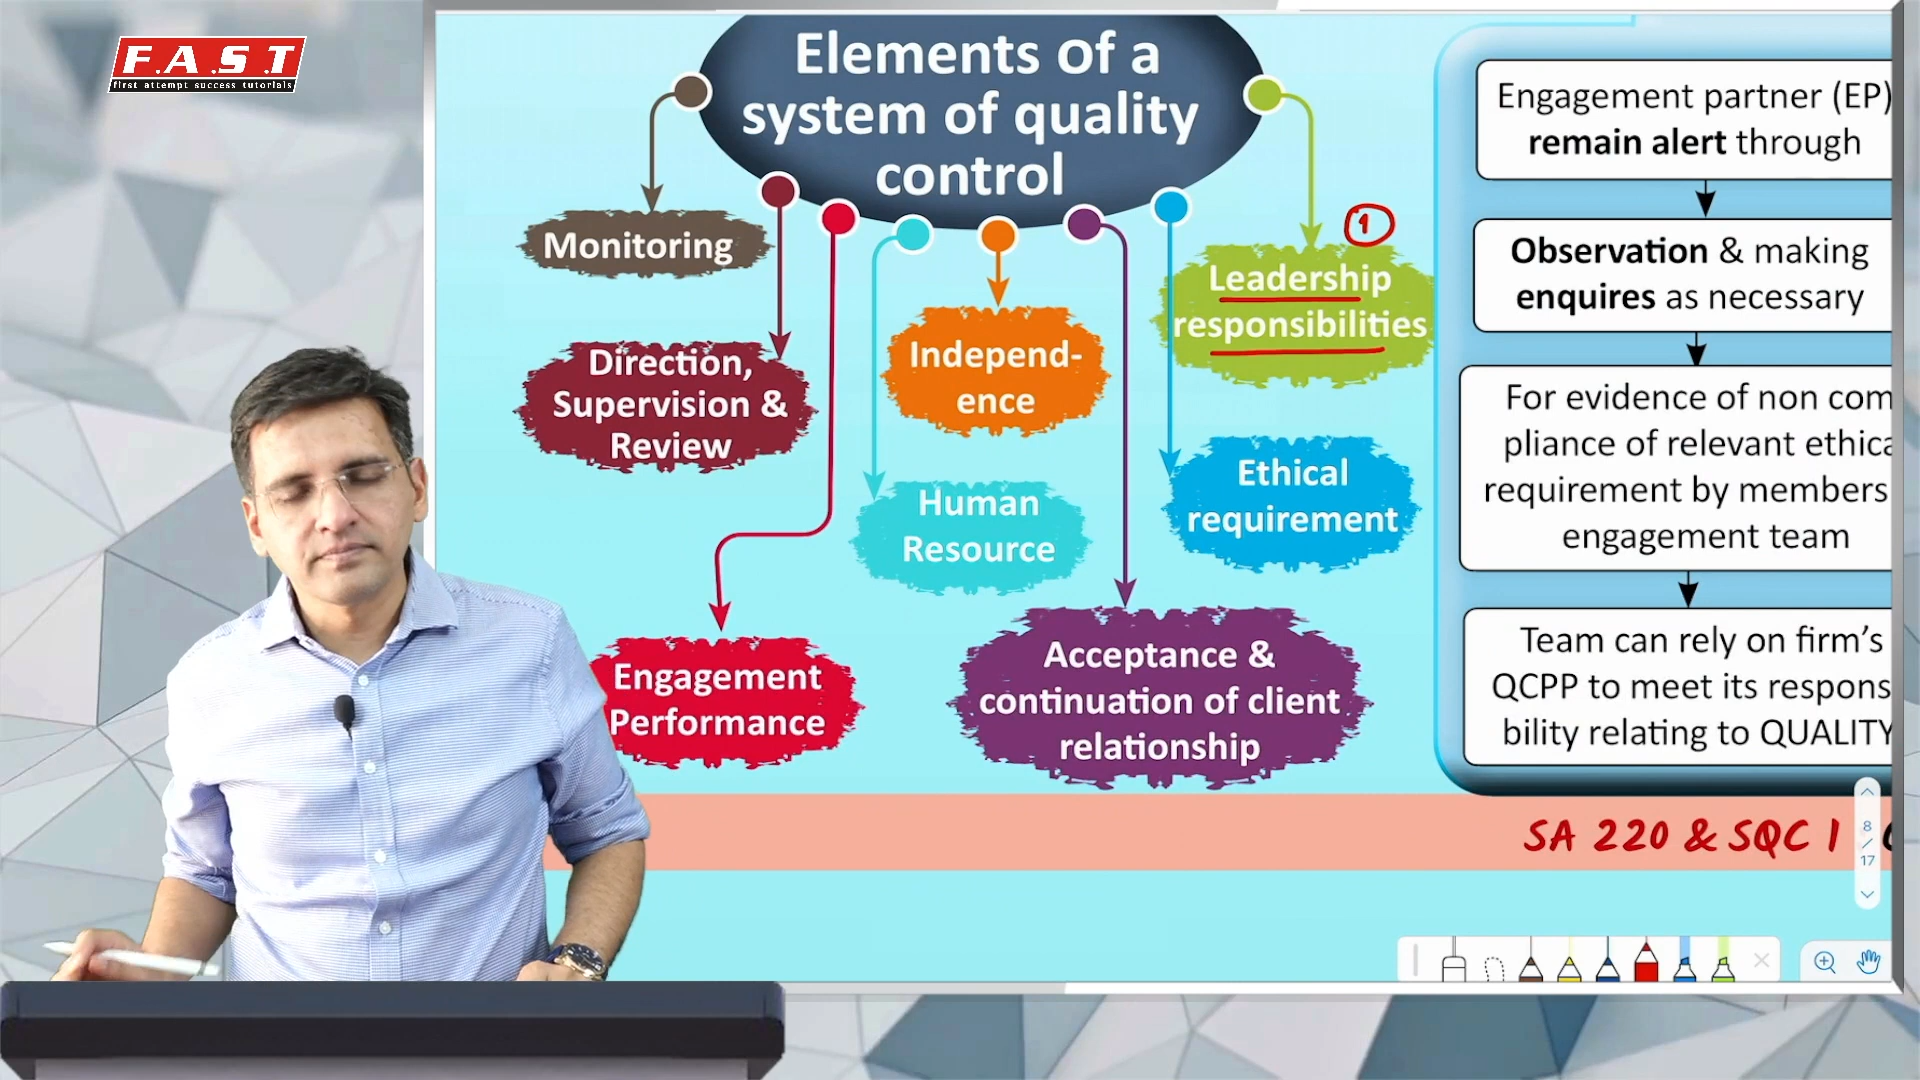 F.A.S.T
first attempt success tutorials
Elements Of a
system of quality
control
Monitoring
Direction,
Supervision &
Review
Engagement
Performance
Human
Resource
Independ-
ence
Acceptance &
continuation of client
relationship
Ethical
requirement
1
Leadership
responsibilities
Engagement partner (EP)
remain alert through
Observation & making
enquires as necessary
For evidence of non com
pliance of relevant ethica
requirement by members
engagement team
Team can rely on firm's
QCPP to meet its respons
bility relating to QUALITY
SA 220 & SQC 1
8
/
17